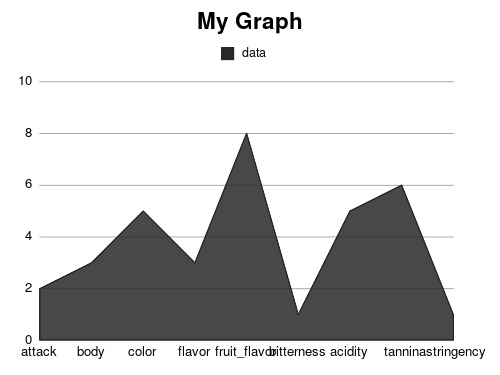 My Graph
data
10
8
6
4
2
0
attack body color flavor fruit_flavor bitterness acidity tannin astringency